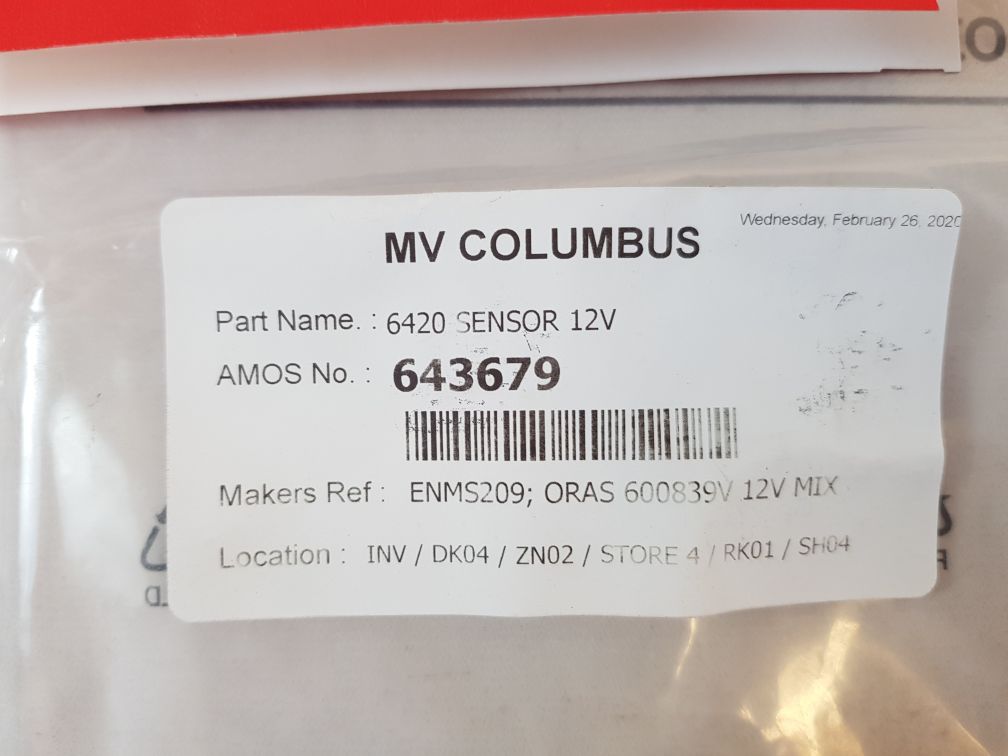 Wednesday, February 26, 2020
MV COLUMBUS
Part Name. : 6420 SENSOR 12V
AMOS No. : 643679
Makers Ref : ENMS209; ORAS 600839V 12V MIX
Location : INV / DK04 / ZN02 / STORE 4 / RK01 / SH04